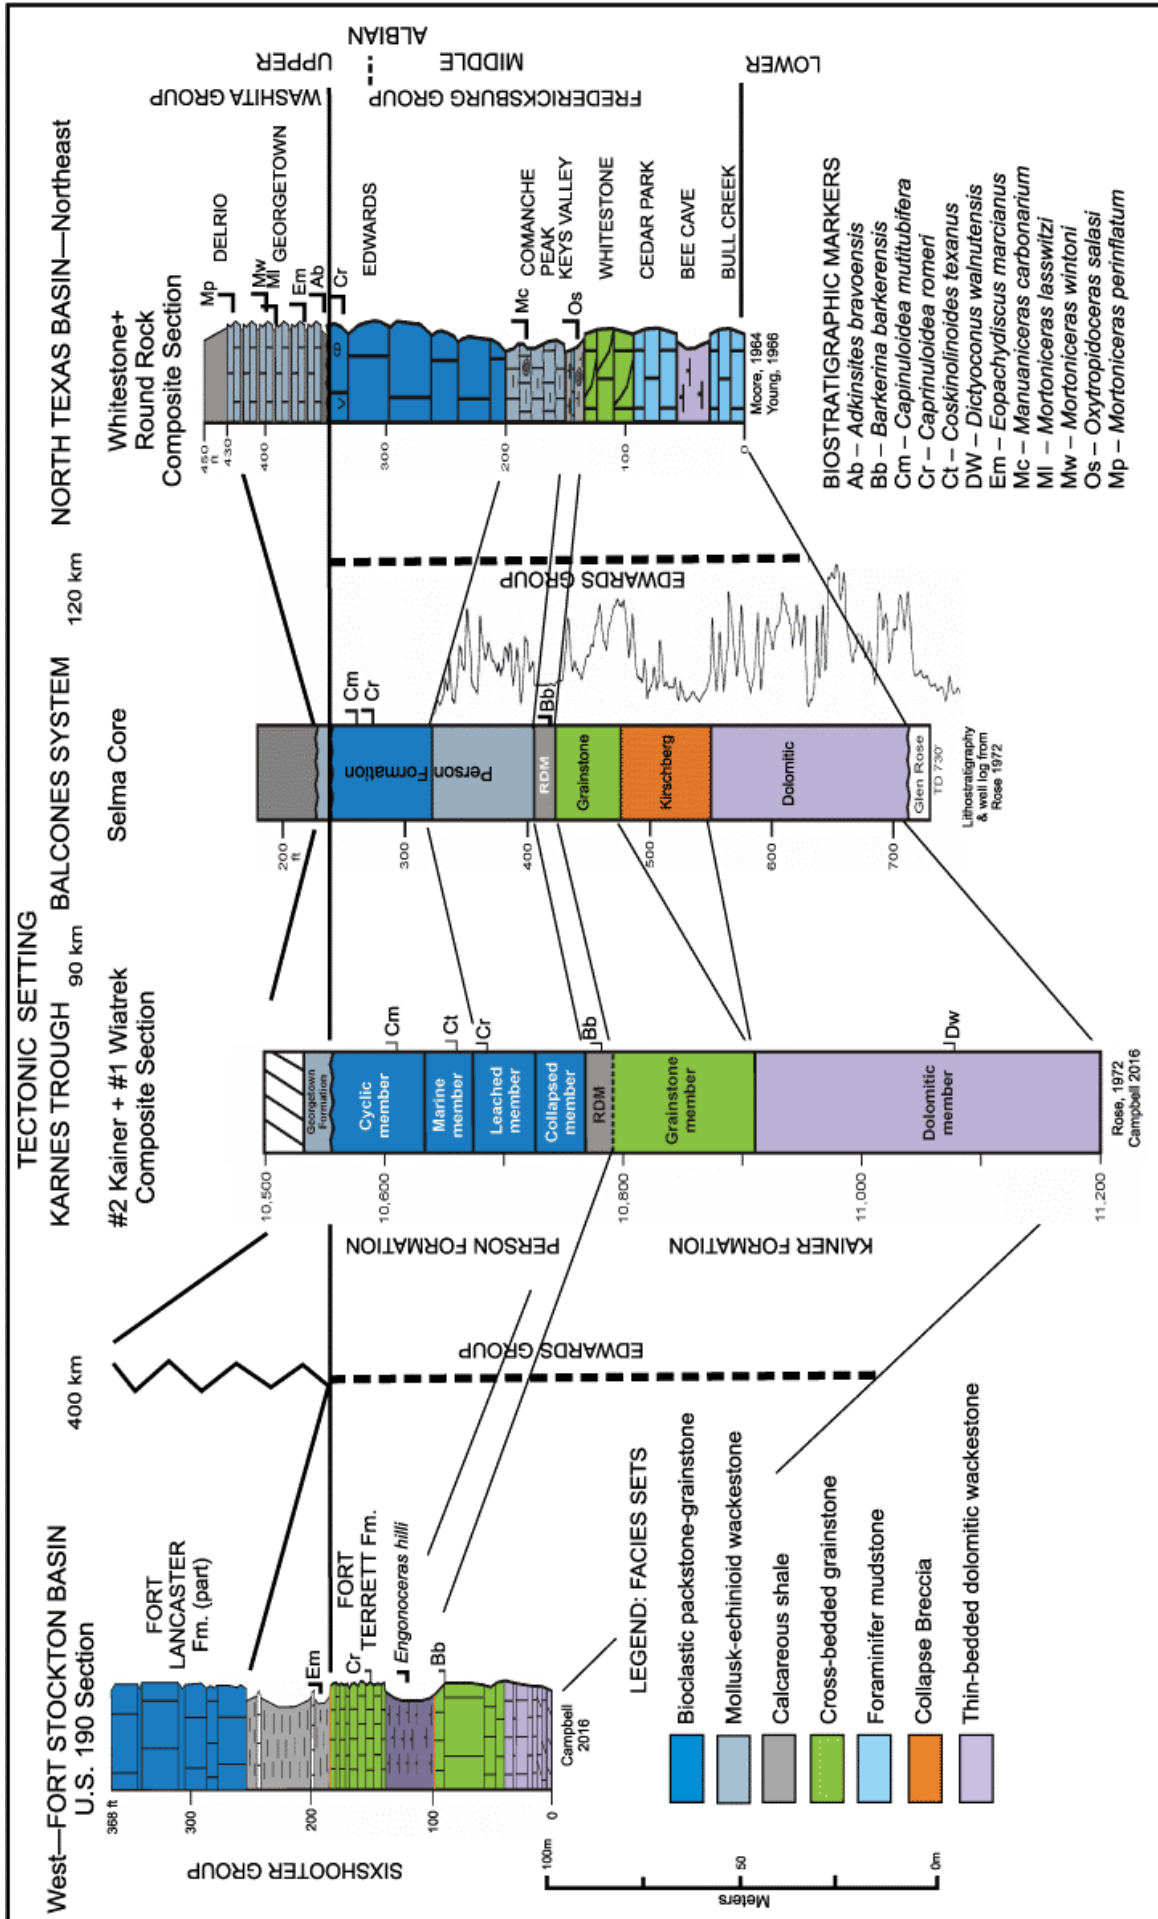 TECTONIC SETTING
West—FORT STOCKTON BASIN
400 km
KARNES TROUGH
90 km
BALCONES SYSTEM
120 km
NORTH TEXAS BASIN—Northeast
U.S. 190 Section
#2 Kainer + #1 Wiatrek
Composite Section
Selma Core
Whitestone+
Round Rock
Composite Section
SIXSHOOTER GROUP
368 ft
300
200
100
0
FORT
LANCASTER
Fm. (part)
Em
FORT
TERRETT Fm.
Cr
Engonoceras hilli
Bb
Campbell
2016
EDWARDS GROUP
PERSON FORMATION
KAINER FORMATION
10,500
10,600
10,800
11,000
11,200
Georgetown
Formation
Cyclic
member
Marine
member
Leached
member
Collapsed
member
RDM
Grainstone
member
Dolomitic
member
Cm
Ct
Cr
Bb
Dw
Rose, 1972
Campbell 2016
200
ft
300
400
500
600
700
Person Formation
RDM
Grainstone
Kirschberg
Dolomitic
Glen Rose
TD 730'
Cm
Cr
Bb
Lithostratigraphy
& well log from
Rose 1972
EDWARDS GROUP
450
ft
430
400
300
200
100
0
Mp
Mw
Ml
Em
Ab
Cr
Mc
Os
DELRIO
GEORGETOWN
EDWARDS
COMANCHE
PEAK
KEYS VALLEY
WHITESTONE
CEDAR PARK
BEE CAVE
BULL CREEK
WASHITA GROUP
FREDERICKSBURG GROUP
UPPER
ALBIAN
MIDDLE
LOWER
Moore, 1964
Young, 1966
Meters
100m
50
0m
LEGEND: FACIES SETS
Bioclastic packstone-grainstone
Mollusk-echinioid wackestone
Calcareous shale
Cross-bedded grainstone
Foraminifer mudstone
Collapse Breccia
Thin-bedded dolomitic wackestone
BIOSTRATIGRAPHIC MARKERS
Ab – Adkinsites bravoensis
Bb – Barkerina barkerensis
Cm – Capinuloidea mutitubifera
Cr – Caprinuloidea romeri
Ct – Coskinolinoides texanus
DW – Dictyoconus walnutensis
Em – Eopachydiscus marcianus
Mc – Manuaniceras carbonarium
Ml – Mortoniceras lasswitzi
Mw – Mortoniceras wintoni
Os – Oxytropidoceras salasi
Mp – Mortoniceras periflatum